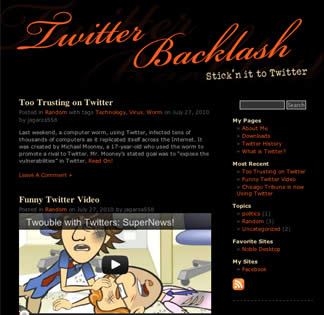 Twitter
Backlash
Stick'n it to Twitter
Too Trusting on Twitter
Posted in Random with tags Technology, Virus, Worm on July 27, 2010
by jagarza558
Last weekend, a computer worm, using Twitter, infected tens of
thousands of computers as it replicated itself across the Internet. It
was created by Michael Mooney, a 17-year-old who used the worm
to promote a rival to Twitter. Mr. Mooney's stated goal was to "expose the
vulnerabilities" in Twitter. Read On!
Leave A Comment »
Funny Twitter Video
Posted in Random on July 27, 2010 by jagarza558
Twouble with Twitters: SuperNews!
Search
My Pages
» About Me
» Downloads
» Twitter History
» What is Twitter?
Most Recent
» Too Trusting on Twitter
» Funny Twitter Video
» Chicago Tribune in now
Using Twitter
Topics
» politics (1)
» Random (3)
» Uncategorized (2)
Favorite Sites
» Noble Desktop
My Sites
» Facebook